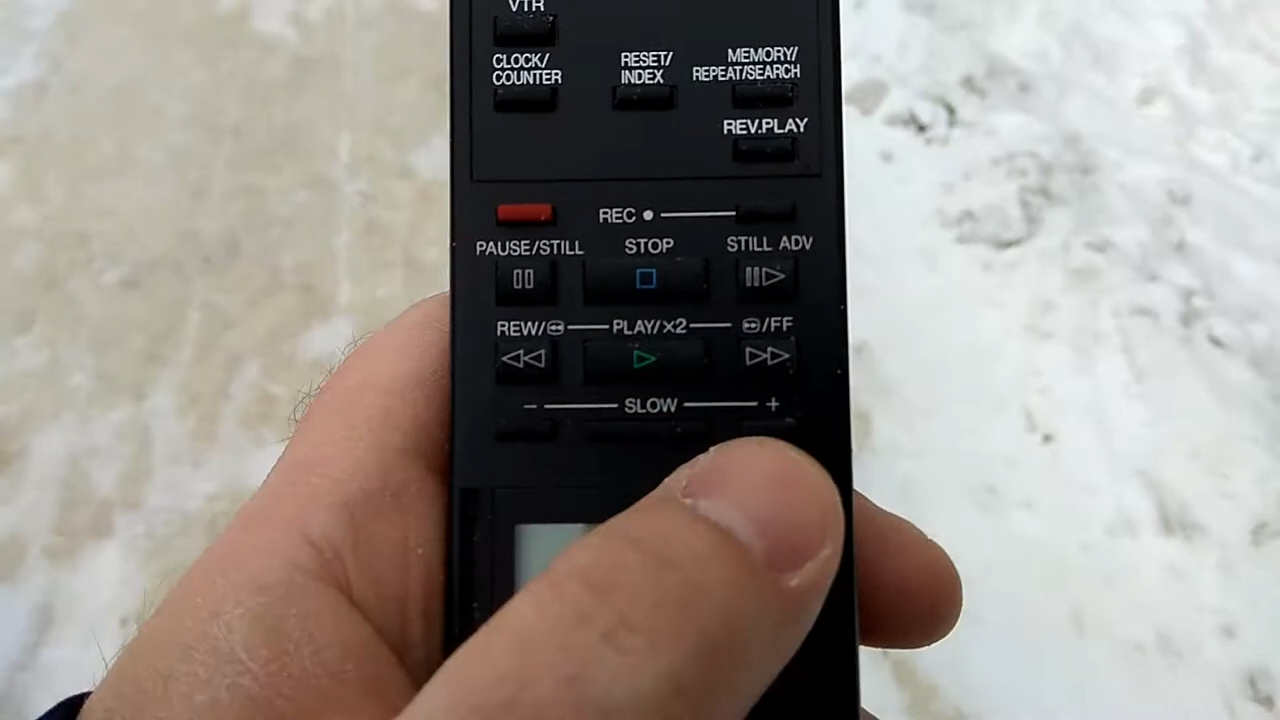 VTR
CLOCK/
COUNTER
RESET/
INDEX
MEMORY/
REPEAT/SEARCH
REV.PLAY
REC
PAUSE/STILL
STOP
STILL ADV
REW/
PLAY/×2
/FF
- SLOW +